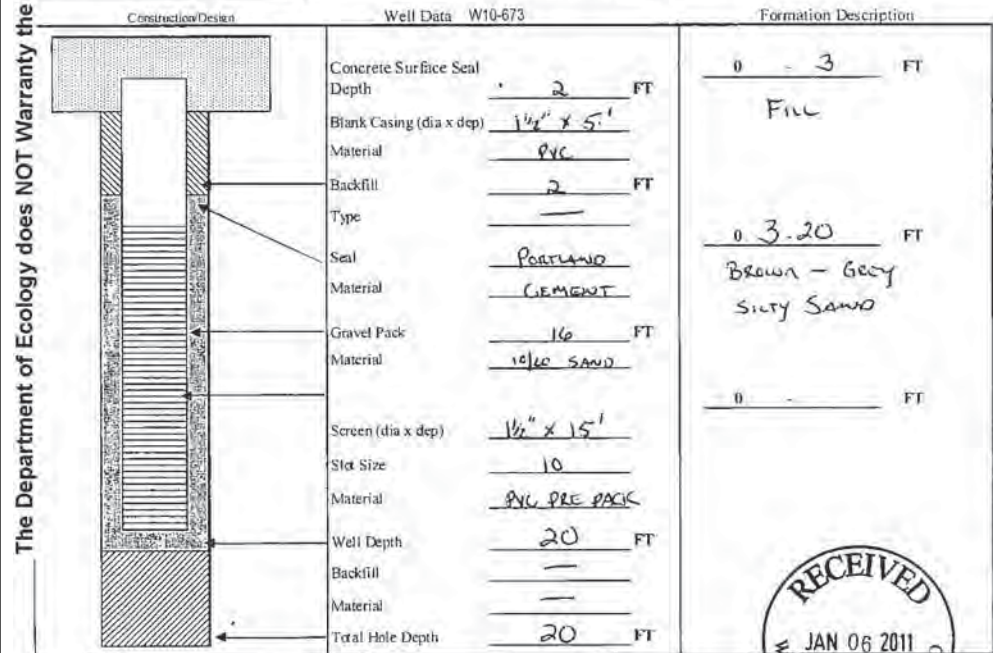 The Department of Ecology does NOT Warranty the
Construction/Design
Well Data W10-673
Formation Description
Concrete Surface Seal
Depth 2 FT
Blank Casing (dia x dep) 1 1/2" x 5'
Material PVC
Backfill 2 FT
Type —
Seal PORTLAND
Material CEMENT
Gravel Pack 16 FT
Material 10/20 SAND
Screen (dia x dep) 1 1/2" x 15'
Slot Size 10
Material PVC PRE PACK
Well Depth 20 FT
Backfill —
Material —
Total Hole Depth 20 FT
0 - 3 FT
FILL
0 3-20 FT
BROWN - GREY
SILTY SAND
0 - FT
RECEIVED
JAN 06 2011